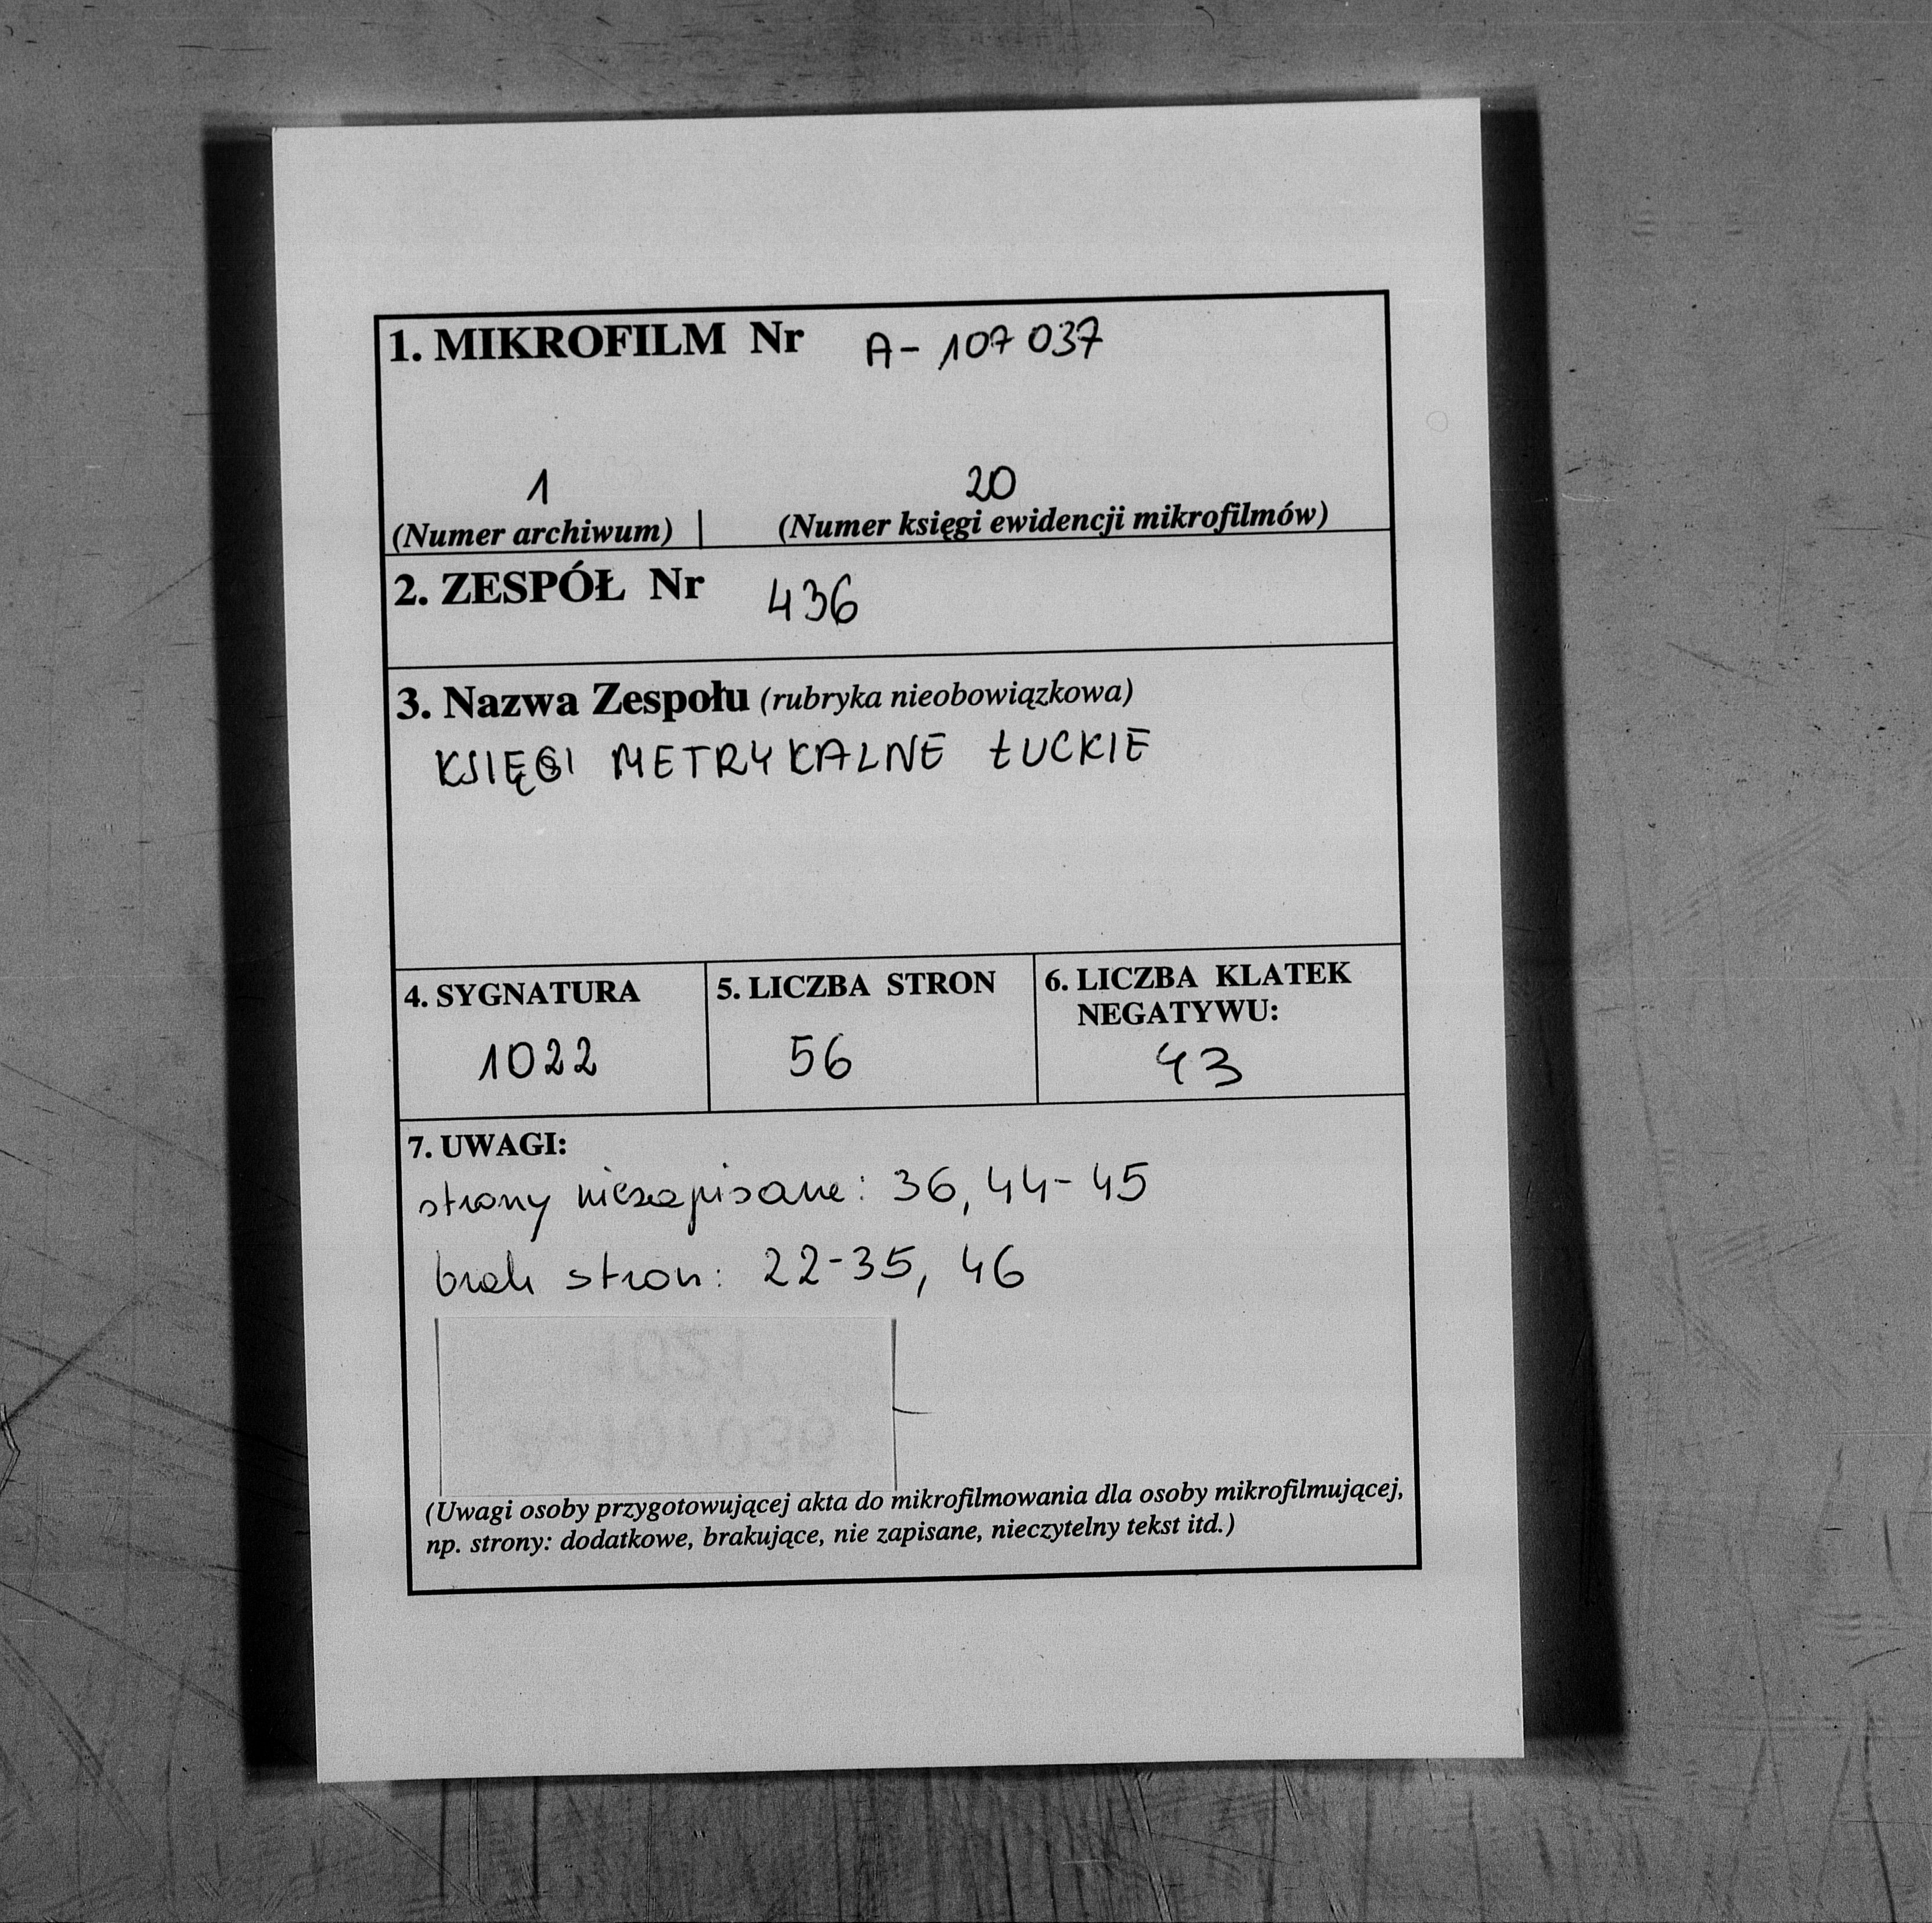 1. MIKROFILM Nr A- 107 037
1 20
(Numer archiwum) | (Numer księgi ewidencji mikrofilmów)
2. ZESPÓŁ Nr 436
3. Nazwa Zespołu (rubryka nieobowiązkowa)
KSIĘGI METRYKALNE ŁUCKIE
4. SYGNATURA 5. LICZBA STRON 6. LICZBA KLATEK
NEGATYWU:
1022 56 43
7. UWAGI:
strony niezapisane: 36, 44-45
brak stron: 22-35, 46
(Uwagi osoby przygotowującej akta do mikrofilmowania dla osoby mikrofilmującej,
np. strony: dodatkowe, brakujące, nie zapisane, nieczytelny tekst itd.)